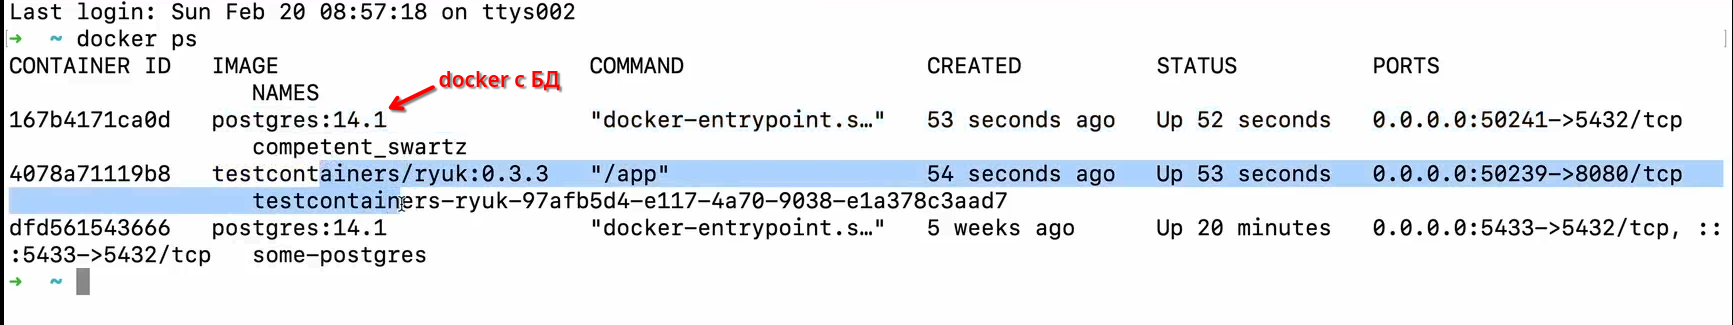 Last login: Sun Feb 20 08:57:18 on ttys002
→ ~ docker ps
CONTAINER ID IMAGE COMMAND CREATED STATUS PORTS
docker с БД
NAMES
167b4171ca0d postgres:14.1 "docker-entrypoint.s…" 53 seconds ago Up 52 seconds 0.0.0.0:50241->5432/tcp
competent_swartz
4078a71119b8 testcontainers/ryuk:0.3.3 "/app" 54 seconds ago Up 53 seconds 0.0.0.0:50239->8080/tcp
testcontainers-ryuk-97afb5d4-e117-4a70-9038-e1a378c3aad7
dfd561543666 postgres:14.1 "docker-entrypoint.s…" 5 weeks ago Up 20 minutes 0.0.0.0:5433->5432/tcp, ::
:5433->5432/tcp some-postgres
→ ~